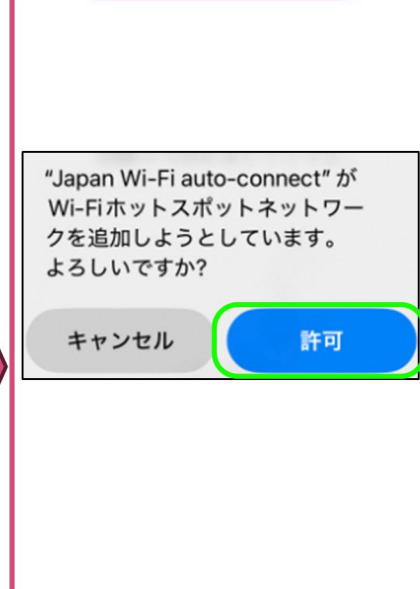 “Japan Wi-Fi auto-connect” が
Wi-Fiホットスポットネットワー
クを追加しようとしています。
よろしいですか?
キャンセル
許可